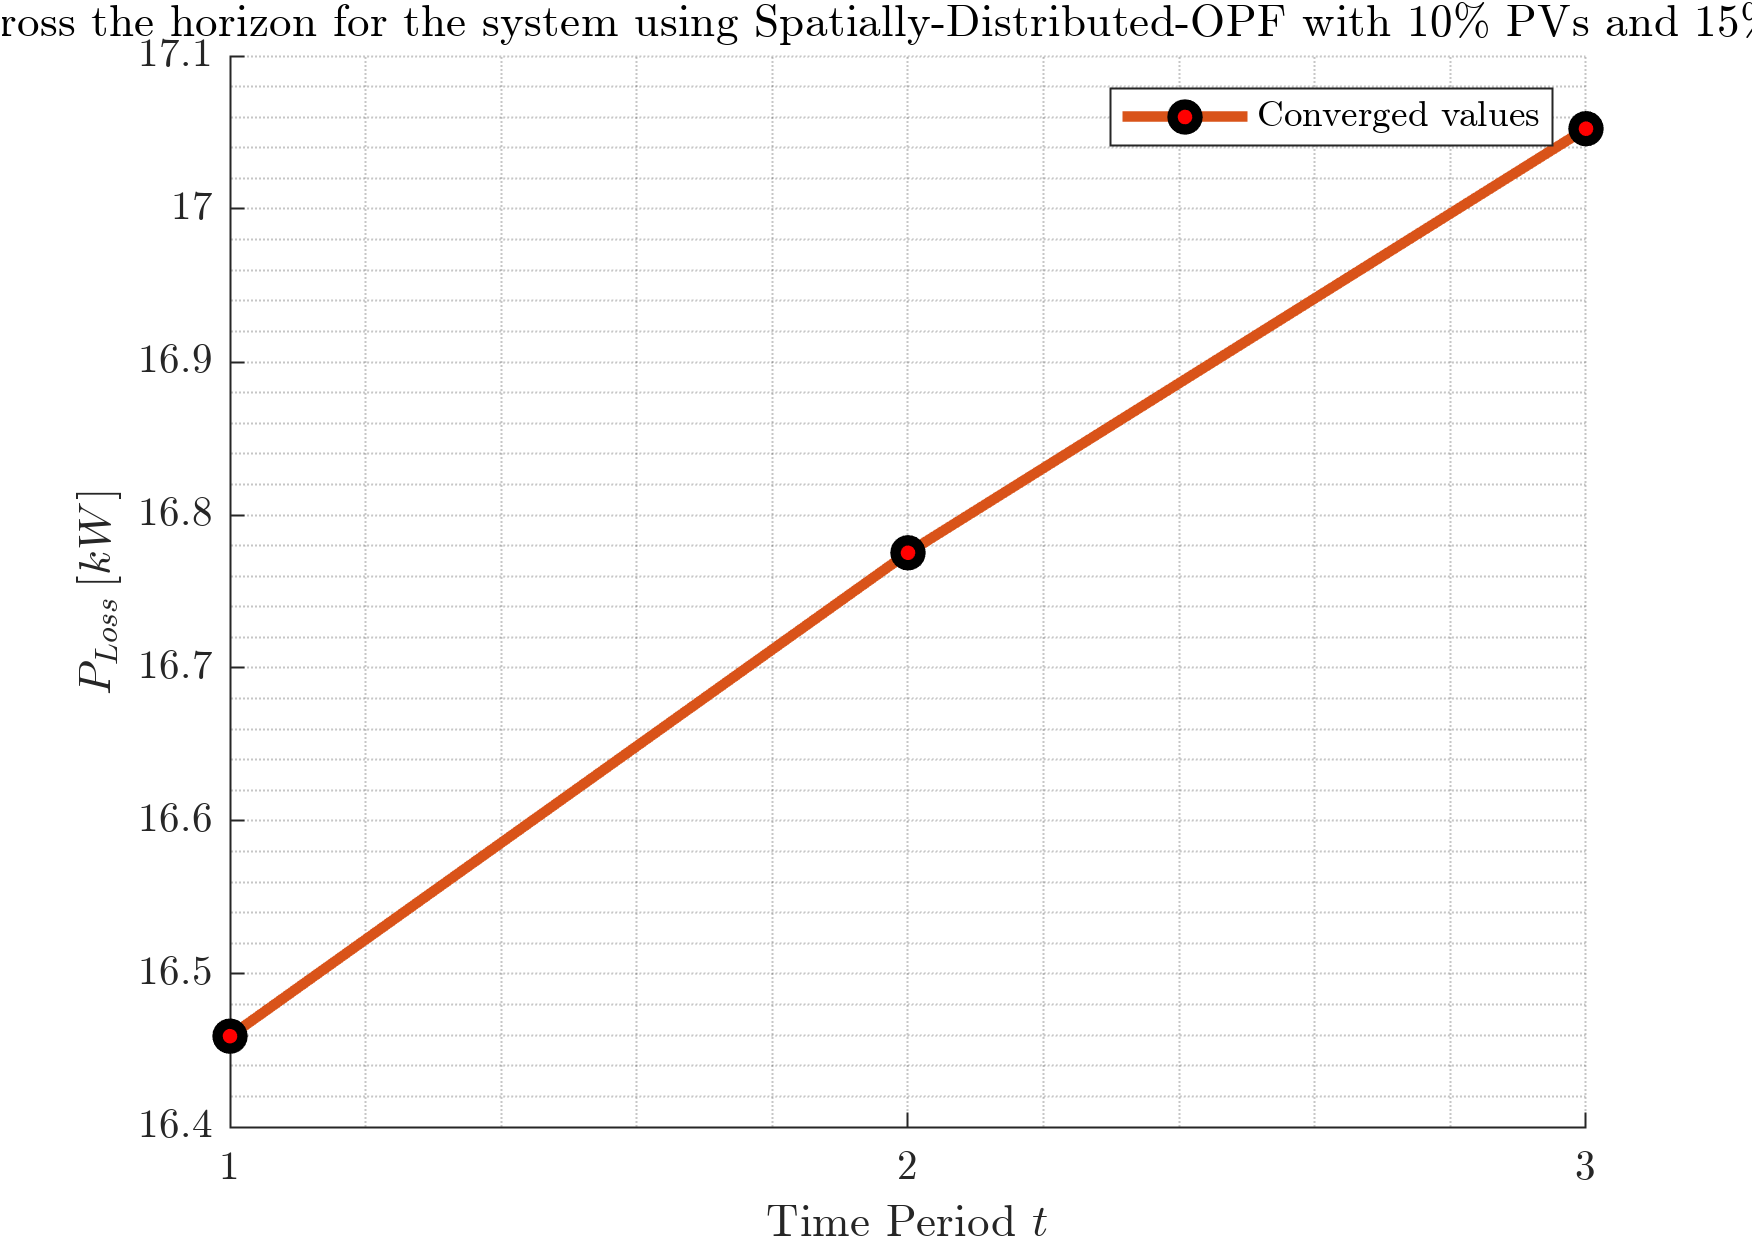 ross the horizon for the system using Spatially-Distributed-OPF with 10% PVs and 15%
17.1
17
16.9
16.8
16.7
16.6
16.5
16.4
1
2
3
P_{Loss} [kW]
Time Period t
Converged values